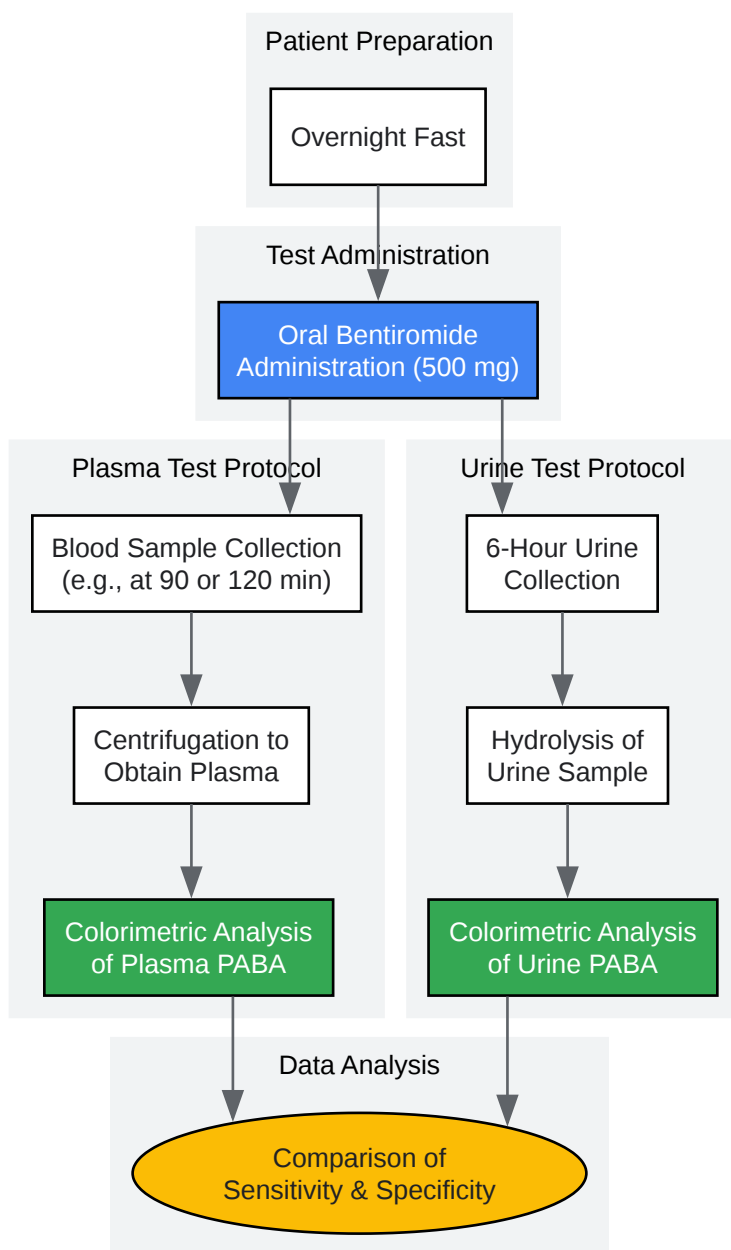 Patient Preparation
Overnight Fast
Test Administration
Oral Bentiromide
Administration (500 mg)
Plasma Test Protocol
Blood Sample Collection
(e.g., at 90 or 120 min)
Centrifugation to
Obtain Plasma
Colorimetric Analysis
of Plasma PABA
Urine Test Protocol
6-Hour Urine
Collection
Hydrolysis of
Urine Sample
Colorimetric Analysis
of Urine PABA
Data Analysis
Comparison of
Sensitivity & Specificity